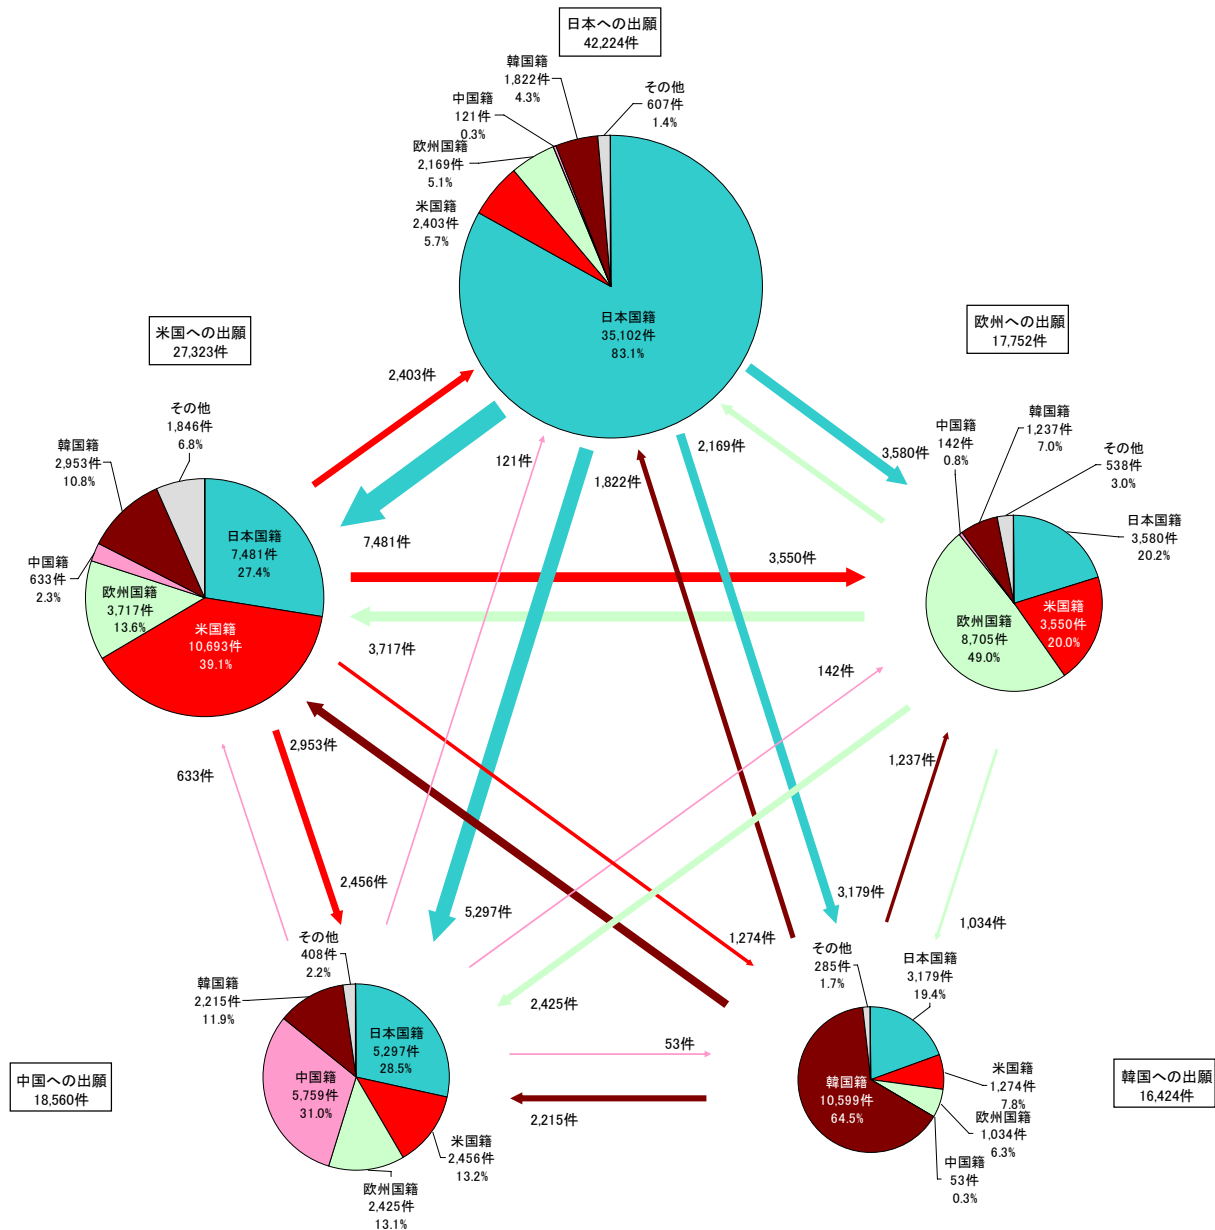 日本への出願
42,224件
韓国籍
1,822件
4.3%
その他
607件
1.4%
中国籍
121件
0.3%
欧州国籍
2,169件
5.1%
米国籍
2,403件
5.7%
日本国籍
35,102件
83.1%
米国への出願
27,323件
欧州への出願
17,752件
2,403件
7,481件
121件
1,822件
2,169件
3,580件
その他
1,846件
6.8%
韓国籍
2,953件
10.8%
中国籍
633件
2.3%
欧州国籍
3,717件
13.6%
日本国籍
7,481件
27.4%
米国籍
10,693件
39.1%
中国籍
142件
0.8%
韓国籍
1,237件
7.0%
その他
538件
3.0%
日本国籍
3,580件
20.2%
米国籍
3,550件
20.0%
欧州国籍
8,705件
49.0%
3,550件
3,717件
142件
2,953件
633件
1,237件
2,456件
5,297件
1,274件
3,179件
1,034件
2,425件
53件
2,215件
その他
408件
2.2%
韓国籍
2,215件
11.9%
日本国籍
5,297件
28.5%
中国籍
5,759件
31.0%
米国籍
2,456件
13.2%
欧州国籍
2,425件
13.1%
中国への出願
18,560件
その他
285件
1.7%
日本国籍
3,179件
19.4%
米国籍
1,274件
7.8%
欧州国籍
1,034件
6.3%
中国籍
53件
0.3%
韓国籍
10,599件
64.5%
韓国への出願
16,424件